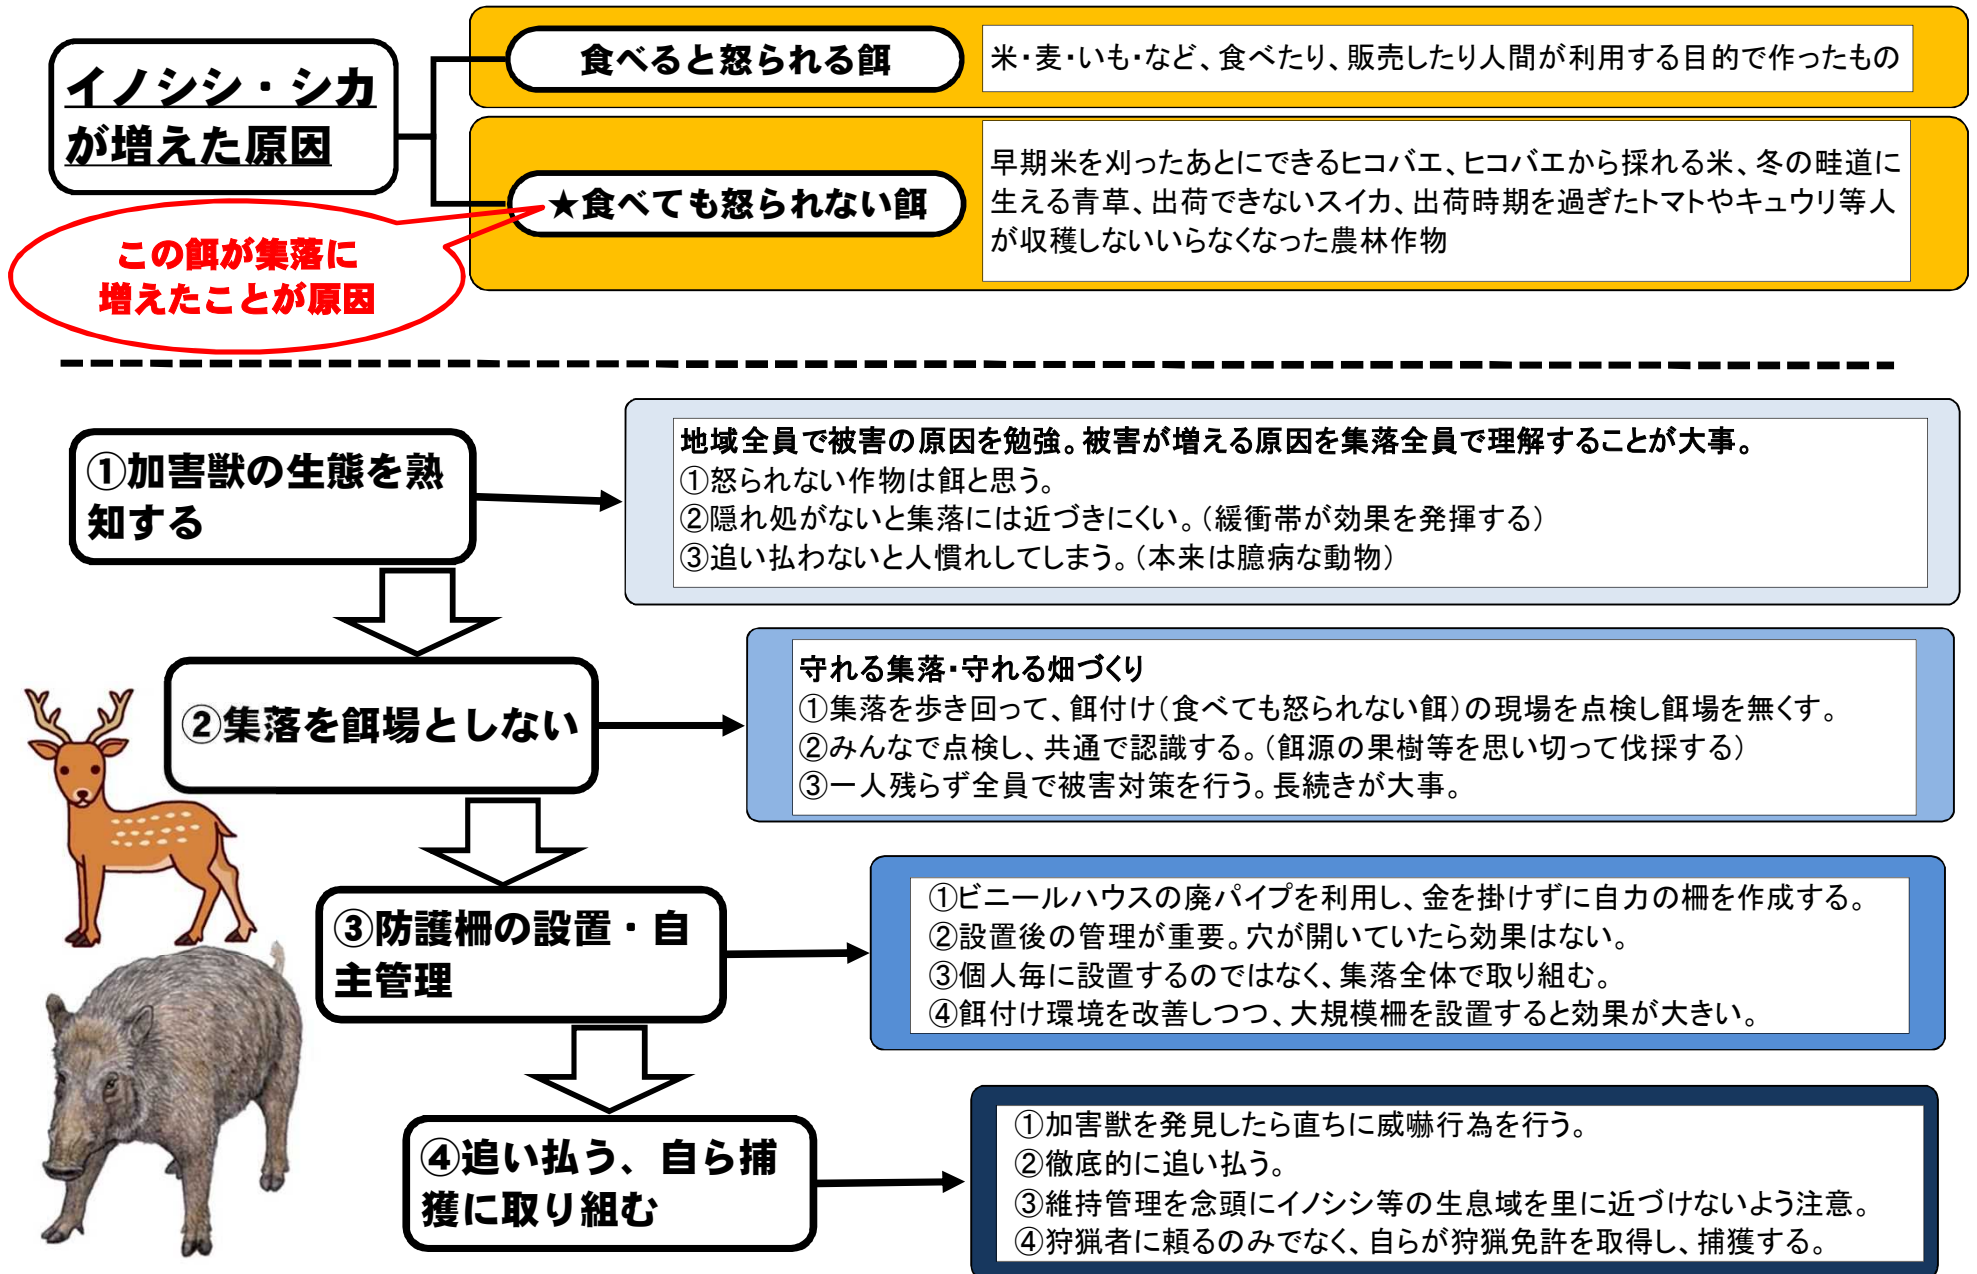 イノシシ・シカ
が増えた原因
食べると怒られる餌
米・麦・いも・など、食べたり、販売したり人間が利用する目的で作ったもの
★食べても怒られない餌
早期米を刈ったあとにできるヒコバエ、ヒコバエから採れる米、冬の畦道に
生える青草、出荷できないスイカ、出荷時期を過ぎたトマトやキュウリ等人
が収穫しないいらなくなった農林作物
この餌が集落に
増えたことが原因
①加害獣の生態を熟
知する
地域全員で被害の原因を勉強。被害が増える原因を集落全員で理解することが大事。
①怒られない作物は餌と思う。
②隠れ処がないと集落には近づきにくい。（緩衝帯が効果を発揮する）
③追い払わないと人慣れしてしまう。（本来は臆病な動物）
②集落を餌場としない
守れる集落・守れる畑づくり
①集落を歩き回って、餌付け（食べても怒られない餌）の現場を点検し餌場を無くす。
②みんなで点検し、共通で認識する。（餌源の果樹等を思い切って伐採する）
③一人残らず全員で被害対策を行う。長続きが大事。
③防護柵の設置・自
主管理
①ビニールハウスの廃パイプを利用し、金を掛けずに自力の柵を作成する。
②設置後の管理が重要。穴が開いていたら効果はない。
③個人毎に設置するのではなく、集落全体で取り組む。
④餌付け環境を改善しつつ、大規模柵を設置すると効果が大きい。
④追い払う、自ら捕
獲に取り組む
①加害獣を発見したら直ちに威嚇行為を行う。
②徹底的に追い払う。
③維持管理を念頭にイノシシ等の生息域を里に近づけないよう注意。
④狩猟者に頼るのみでなく、自らが狩猟免許を取得し、捕獲する。